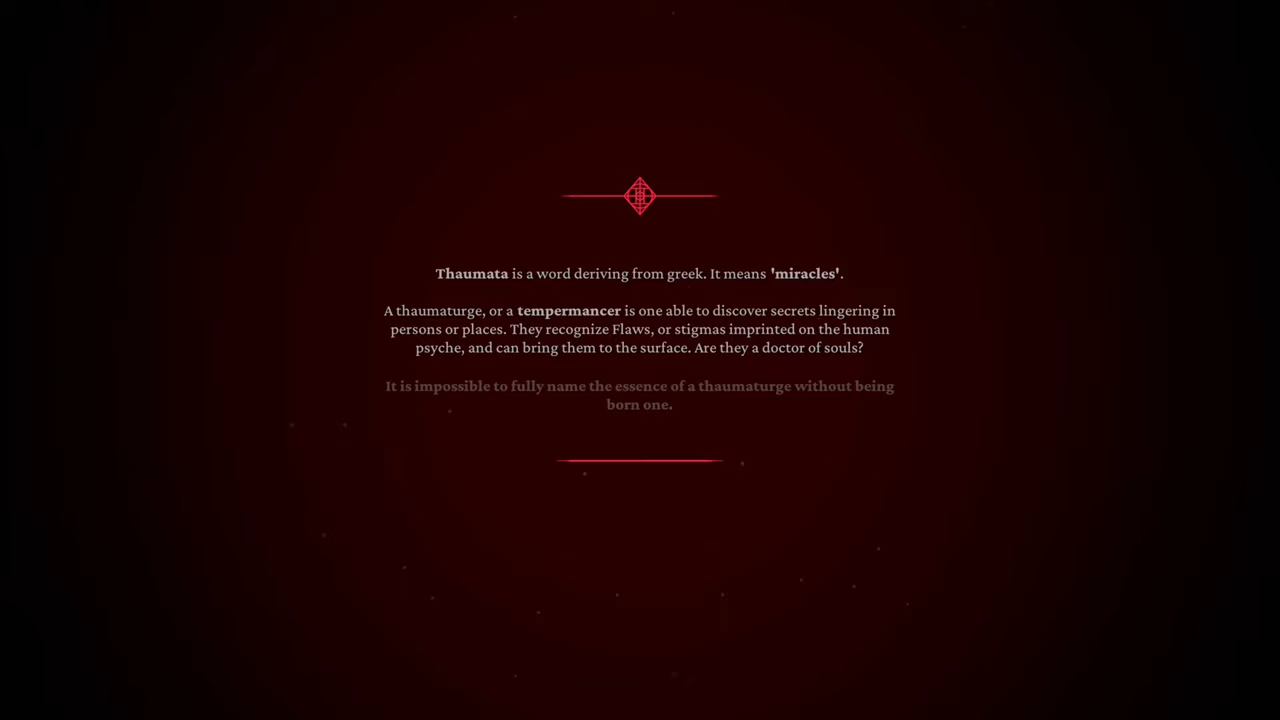 Thaumata is a word deriving from greek. It means 'miracles'.
A thaumaturge, or a tempermancer is one able to discover secrets lingering in
persons or places. They recognize Flaws, or stigmas imprinted on the human
psyche, and can bring them to the surface. Are they a doctor of souls?
It is impossible to fully name the essence of a thaumaturge without being
born one.